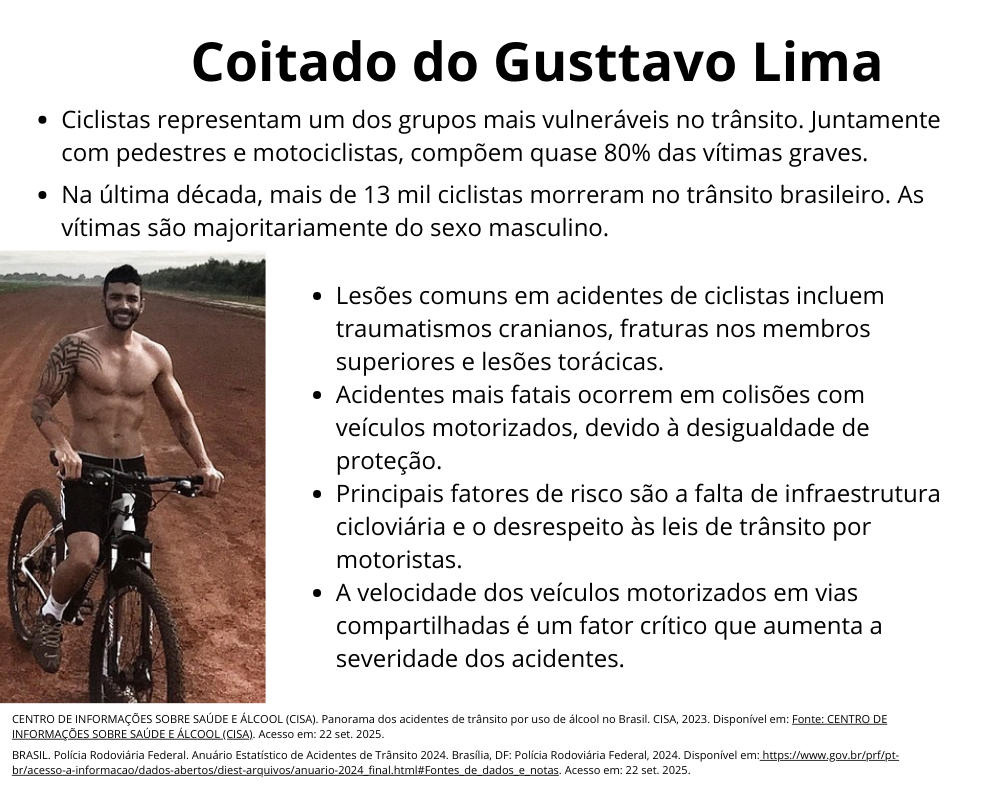 Coitado do Gusttavo Lima
• Ciclistas representam um dos grupos mais vulneráveis no trânsito. Juntamente
com pedestres e motociclistas, compõem quase 80% das vítimas graves.
• Na última década, mais de 13 mil ciclistas morreram no trânsito brasileiro. As
vítimas são majoritariamente do sexo masculino.
• Lesões comuns em acidentes de ciclistas incluem
traumatismos cranianos, fraturas nos membros
superiores e lesões torácicas.
• Acidentes mais fatais ocorrem em colisões com
veículos motorizados, devido à desigualdade de
proteção.
• Principais fatores de risco são a falta de infraestrutura
cicloviária e o desrespeito às leis de trânsito por
motoristas.
• A velocidade dos veículos motorizados em vias
compartilhadas é um fator crítico que aumenta a
severidade dos acidentes.
CENTRO DE INFORMAÇÕES SOBRE SAÚDE E ÁLCOOL (CISA). Panorama dos acidentes de trânsito por uso de álcool no Brasil. CISA, 2023. Disponível em: Fonte: CENTRO DE
INFORMAÇÕES SOBRE SAÚDE E ÁLCOOL (CISA). Acesso em: 22 set. 2025.
BRASIL. Polícia Rodoviária Federal. Anuário Estatístico de Acidentes de Trânsito 2024. Brasília, DF: Polícia Rodoviária Federal, 2024. Disponível em: https://www.gov.br/prf/pt-
br/acesso-a-informacao/dados-abertos/diest-arquivos/anuario-2024_final.html#Fontes_de_dados_e_notas. Acesso em: 22 set. 2025.